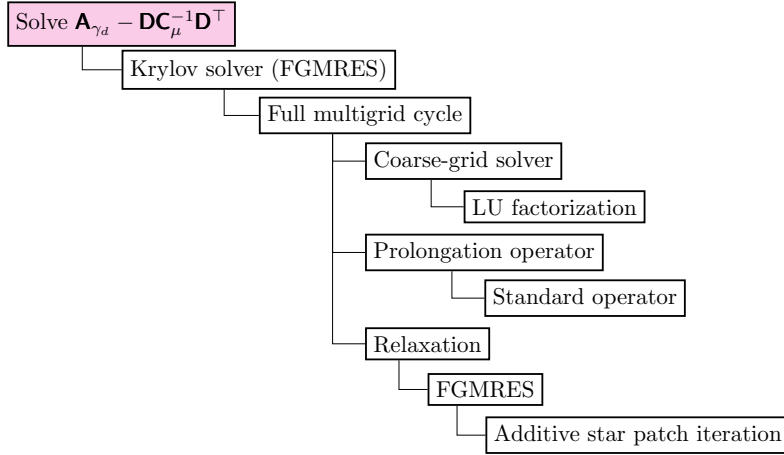 Solve A_{γ_d} − DC_μ^{−1}D^⊤
Krylov solver (FGMRES)
Full multigrid cycle
Coarse-grid solver
LU factorization
Prolongation operator
Standard operator
Relaxation
FGMRES
Additive star patch iteration